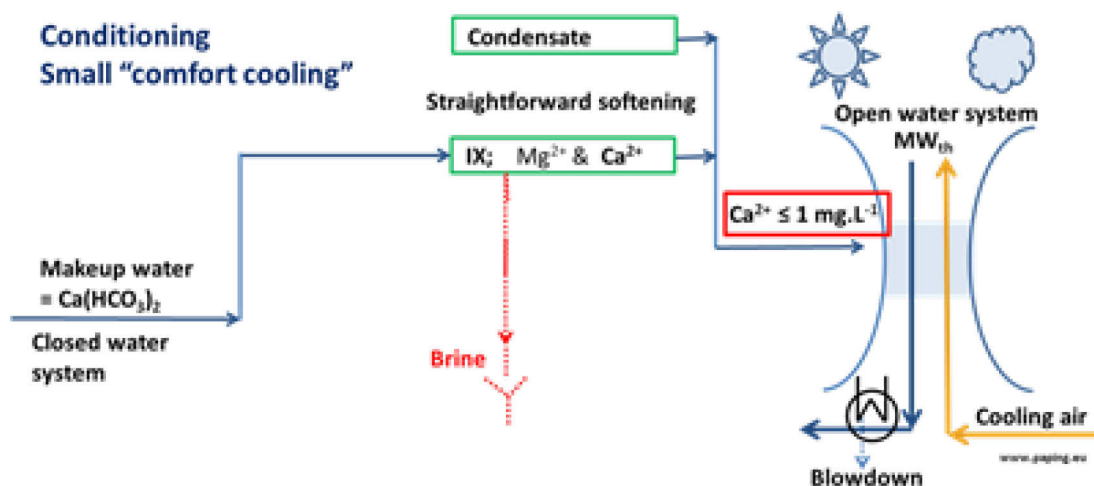 Conditioning
Small “comfort cooling”
Condensate
Straightforward softening
IX; Mg²⁺ & Ca²⁺
Open water system
MWₜₕ
Ca²⁺ ≤ 1 mg.L⁻¹
Makeup water
= Ca(HCO₃)₂
Closed water
system
Brine
Cooling air
www.paping.eu
Blowdown